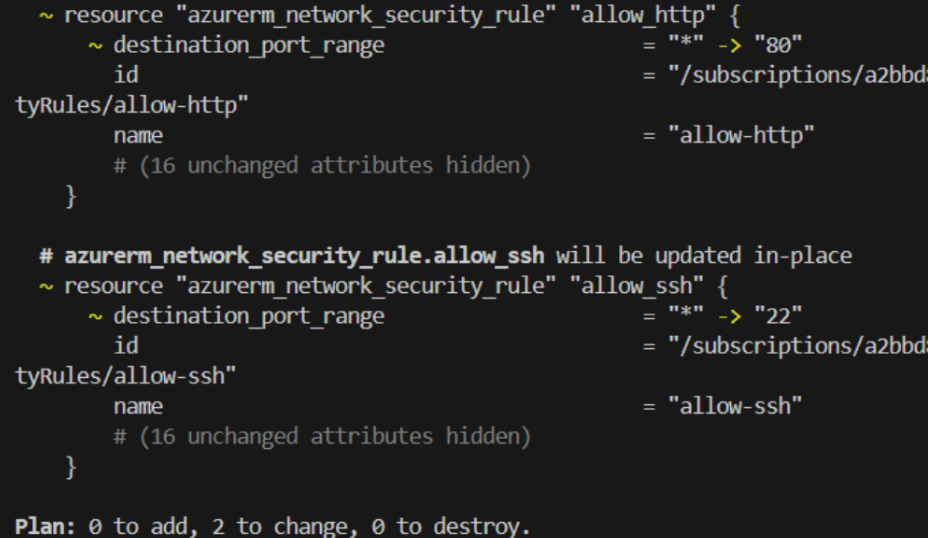 ~ resource "azurerm_network_security_rule" "allow_http" {
~ destination_port_range = "*" -> "80"
id = "/subscriptions/a2bbd8
tyRules/allow-http"
name = "allow-http"
# (16 unchanged attributes hidden)
}
# azurerm_network_security_rule.allow_ssh will be updated in-place
~ resource "azurerm_network_security_rule" "allow_ssh" {
~ destination_port_range = "*" -> "22"
id = "/subscriptions/a2bbd8
tyRules/allow-ssh"
name = "allow-ssh"
# (16 unchanged attributes hidden)
}
Plan: 0 to add, 2 to change, 0 to destroy.